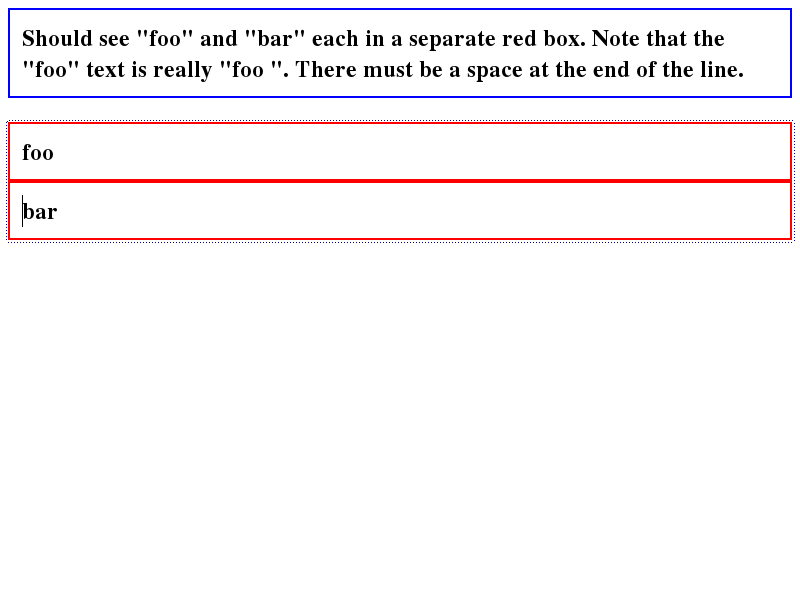 Should see "foo" and "bar" each in a separate red box. Note that the
"foo" text is really "foo ". There must be a space at the end of the line.
foo
bar